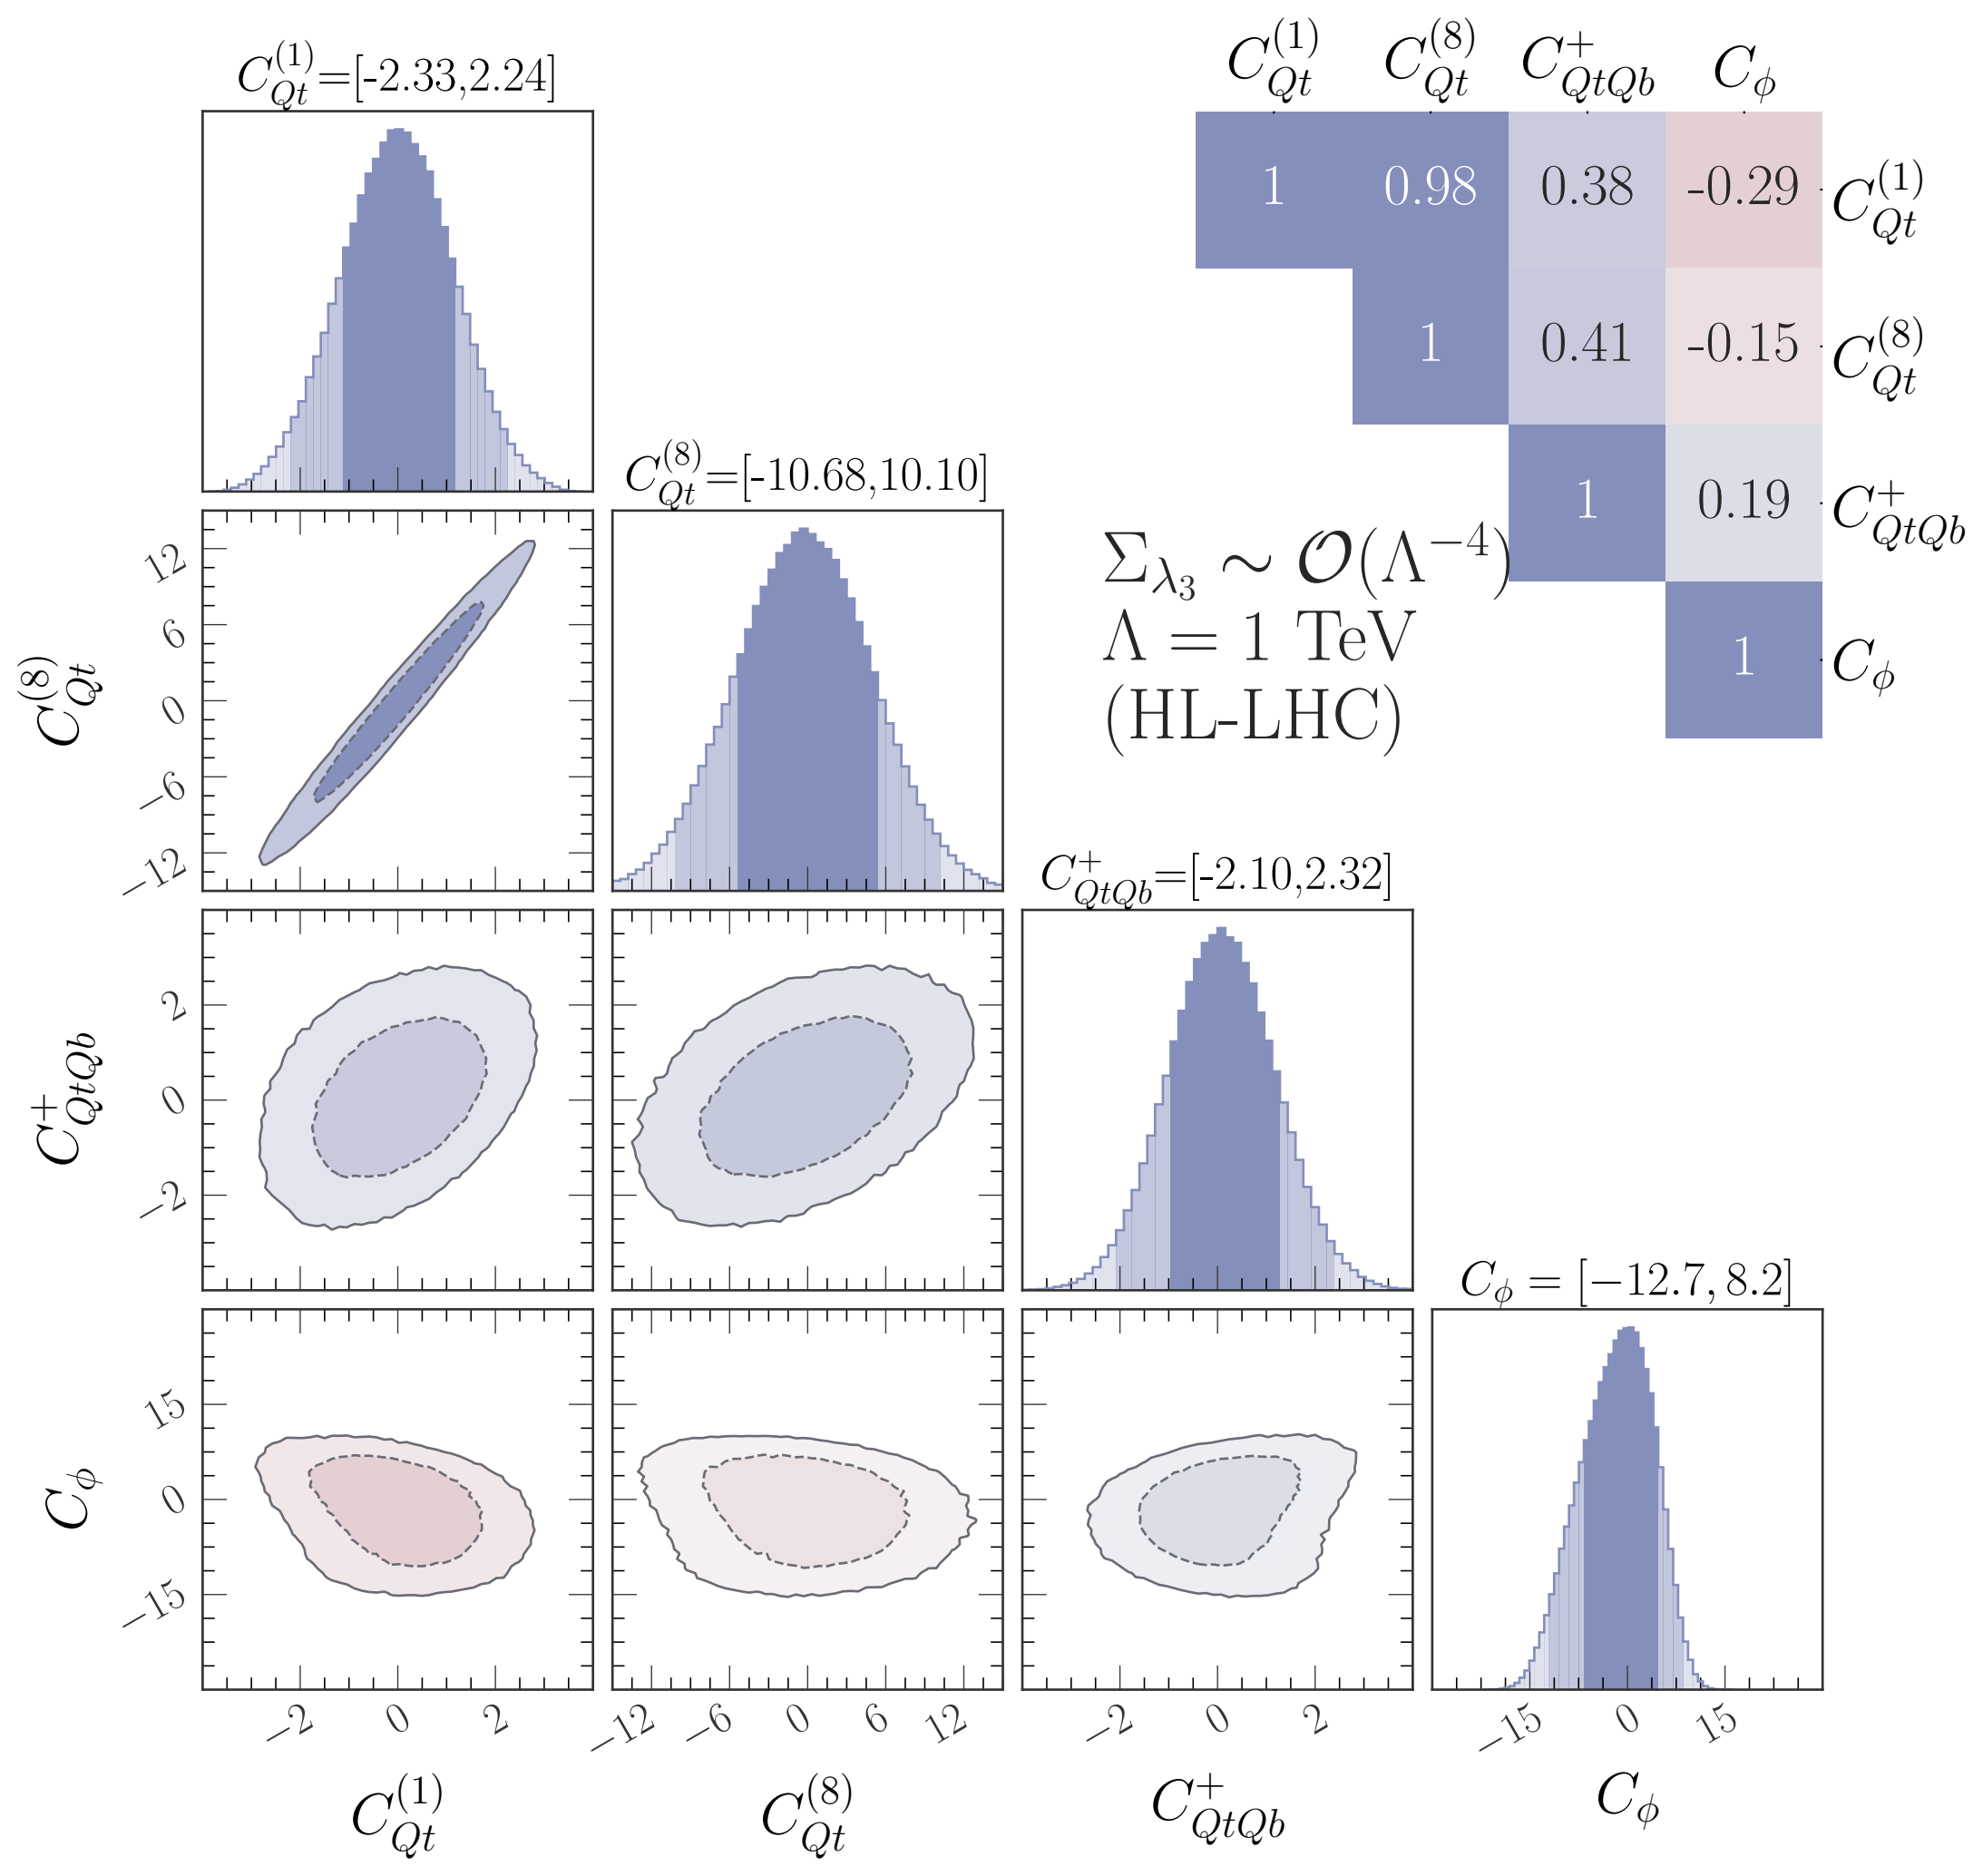 C_{Qt}^{(1)}=[-2.33,2.24]
C_{Qt}^{(1)} C_{Qt}^{(8)} C_{QtQb}^{+} C_ϕ
1 0.98 0.38 -0.29 C_{Qt}^{(1)}
1 0.41 -0.15 C_{Qt}^{(8)}
1 0.19 C_{QtQb}^{+}
1 C_ϕ
C_{Qt}^{(8)}=[-10.68,10.10]
Σ_{λ_3} ∼ 𝒪(Λ^{−4})
Λ = 1 TeV
(HL-LHC)
C_{Qt}^{(8)}
12
6
0
−6
−12
C_{QtQb}^{+}=[-2.10,2.32]
C_{QtQb}^{+}
2
0
−2
C_ϕ = [−12.7, 8.2]
C_ϕ
15
0
−15
−2 0 2 −12 −6 0 6 12 −2 0 2 −15 0 15
C_{Qt}^{(1)} C_{Qt}^{(8)} C_{QtQb}^{+} C_ϕ